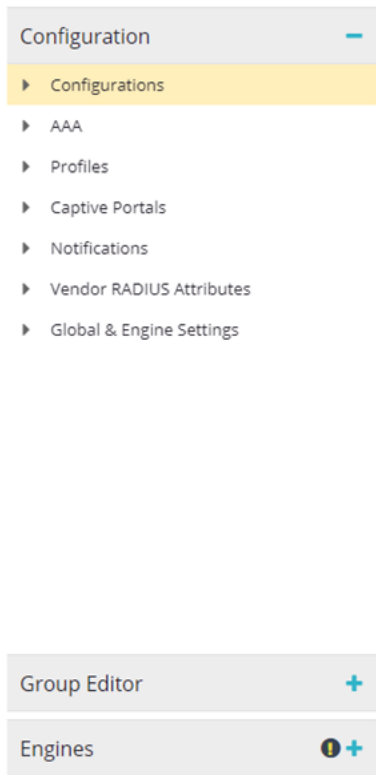 Configuration
Configurations
AAA
Profiles
Captive Portals
Notifications
Vendor RADIUS Attributes
Global & Engine Settings
Group Editor
Engines